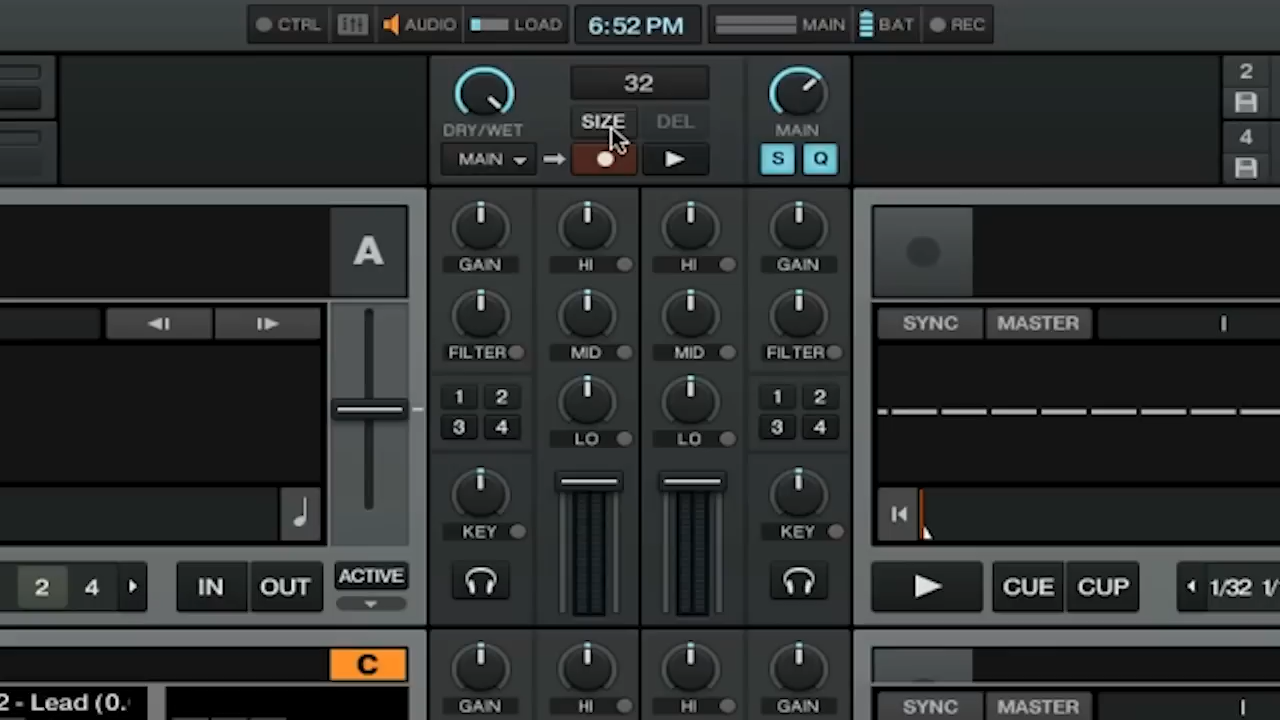 CTRL AUDIO LOAD 6:52 PM MAIN BAT REC
32
2
SIZE DEL
DRY/WET MAIN
4
MAIN S Q
A
GAIN HI HI GAIN
SYNC MASTER
FILTER MID MID FILTER
1 2 1 2
3 4 3 4
LO LO
KEY KEY
2 4 IN OUT ACTIVE
CUE CUP 1/32
C
2 - Lead (0.
GAIN HI HI GAIN
SYNC MASTER